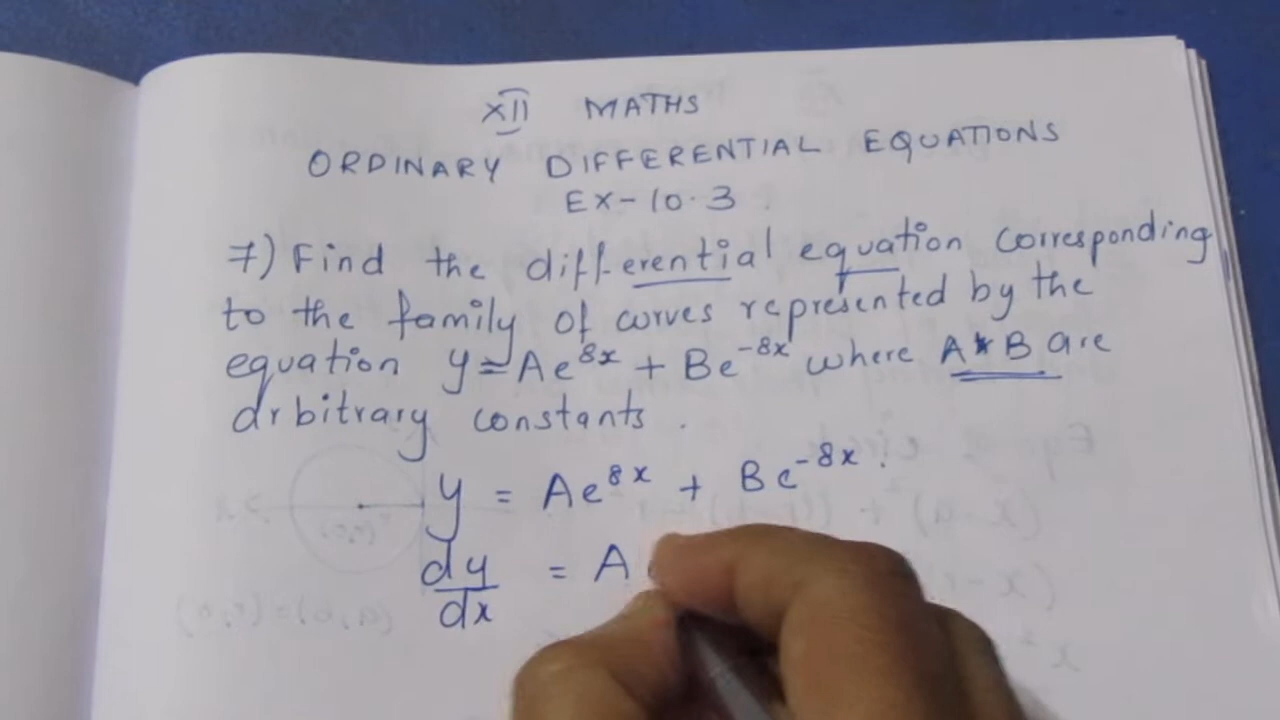 XII MATHS
ORDINARY DIFFERENTIAL EQUATIONS
EX-10.3
7) Find the differential equation corresponding
to the family of curves represented by the
equation y = Ae^{8x} + Be^{-8x} where A & B are
arbitrary constants.
y = Ae^{8x} + Be^{-8x}.
dy/dx = A